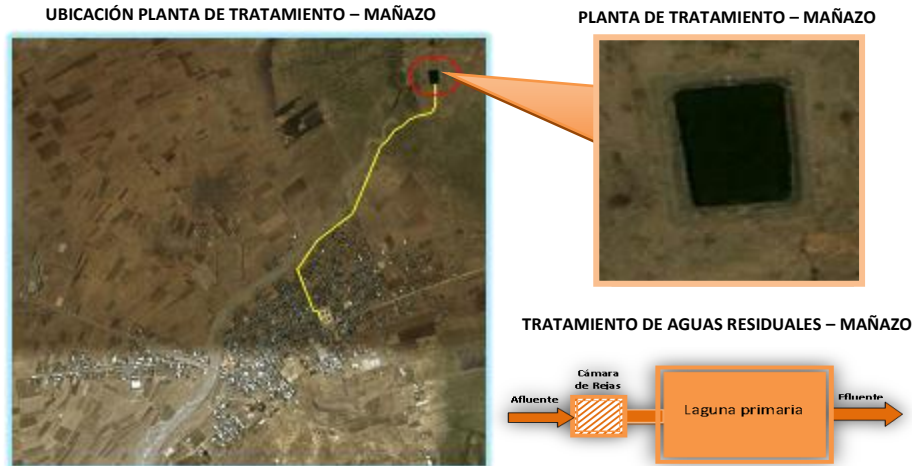 UBICACIÓN PLANTA DE TRATAMIENTO – MAÑAZO
PLANTA DE TRATAMIENTO – MAÑAZO
TRATAMIENTO DE AGUAS RESIDUALES – MAÑAZO
Afluente
Cámara
de Rejas
Laguna primaria
Efluente